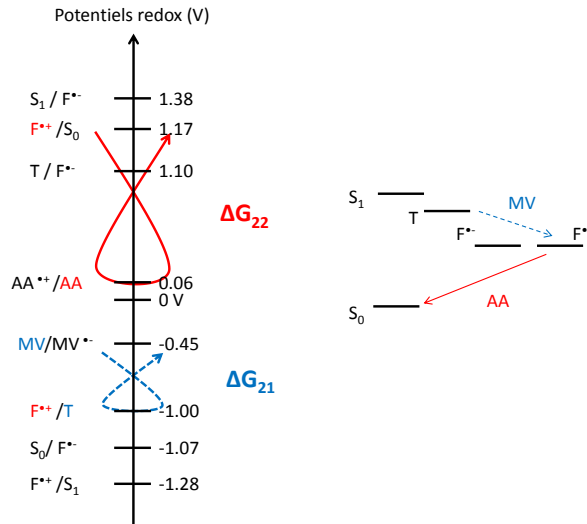 Potentiels redox (V)
S₁ / F•- 1.38
F•+ /S₀ 1.17
T / F•- 1.10
ΔG₂₂
AA •+/AA 0.06
0 V
MV/MV •- -0.45
ΔG₂₁
F•+ /T -1.00
S₀/ F•- -1.07
F•+ /S₁ -1.28
S₁
MV
T
F•- F•
AA
S₀